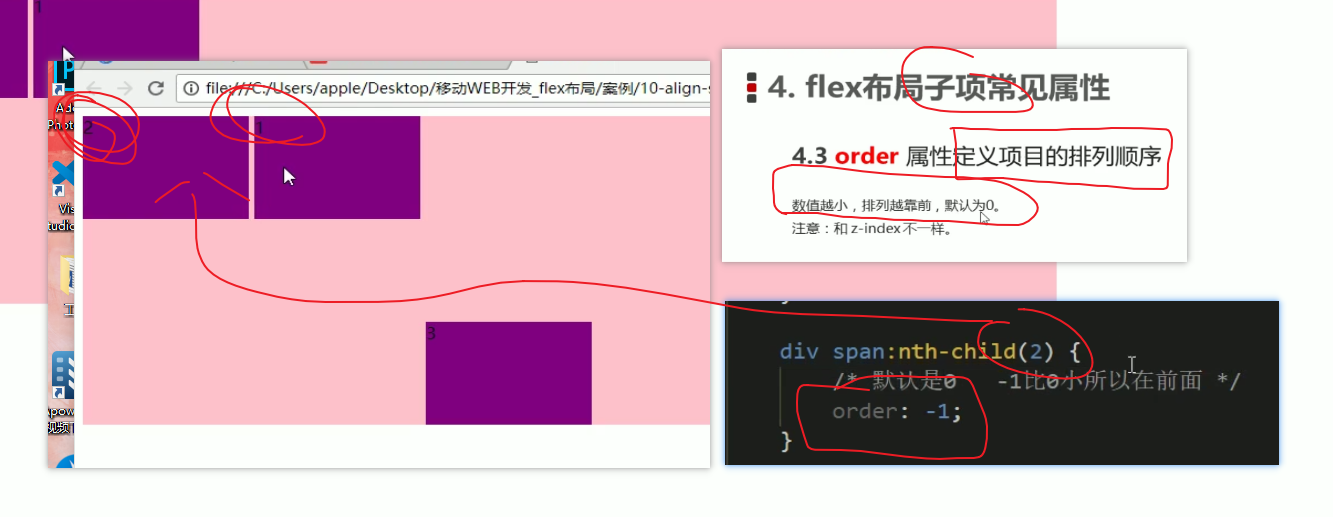 1
file:///C:/Users/apple/Desktop/移动WEB开发_flex布局/案例/10-align-s
2
1
3
4. flex布局子项常见属性
4.3 order 属性定义项目的排列顺序
数值越小，排列越靠前，默认为0。
注意：和 z-index 不一样。
div span:nth-child(2) {
/* 默认是0 -1比0小所以在前面 */
order: -1;
}